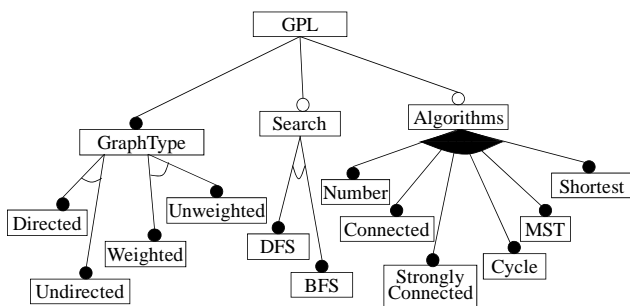 GPL
GraphType
Search
Algorithms
Directed
Undirected
Weighted
Unweighted
DFS
BFS
Number
Connected
Strongly
Connected
Cycle
MST
Shortest